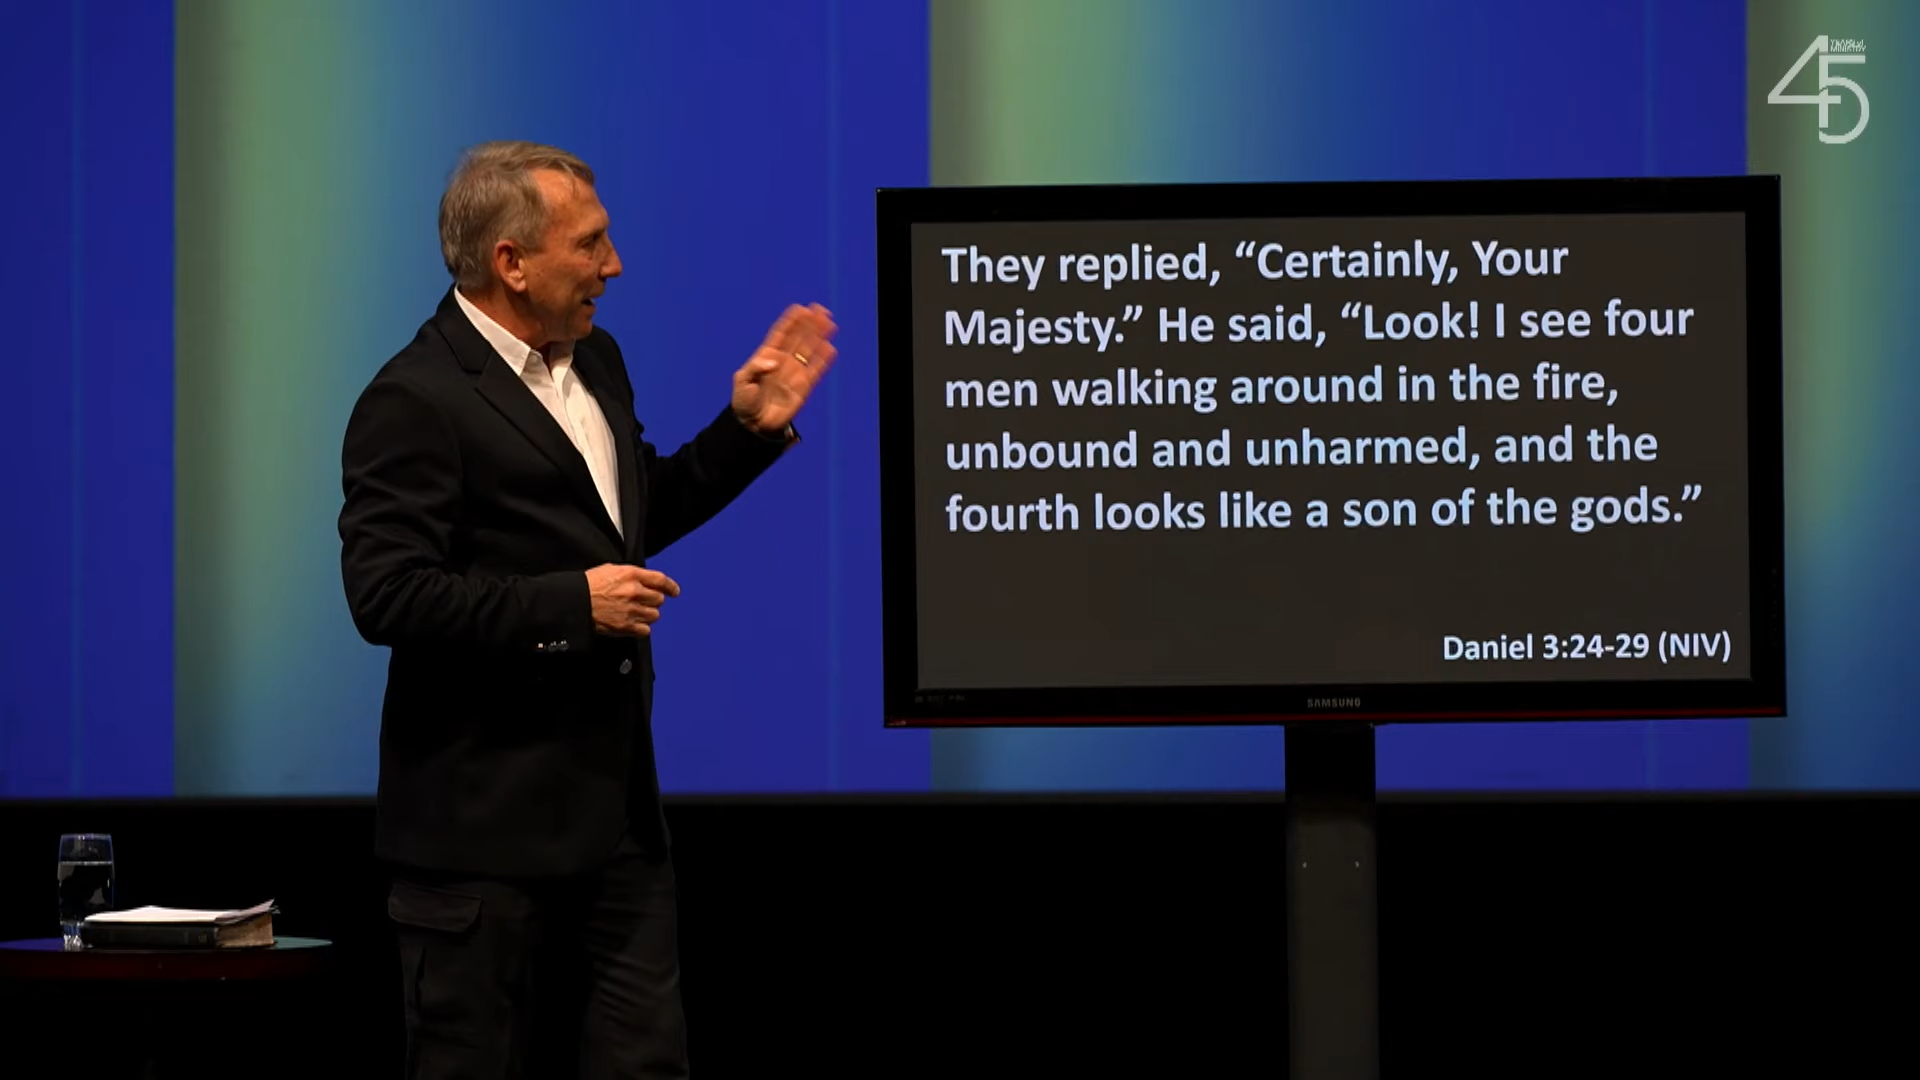 45
They replied, “Certainly, Your
Majesty.” He said, “Look! I see four
men walking around in the fire,
unbound and unharmed, and the
fourth looks like a son of the gods.”
Daniel 3:24-29 (NIV)
SAMSUNG